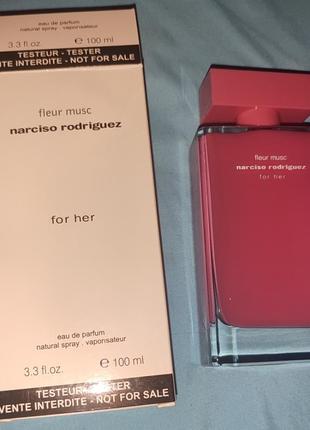 eau de parfum
natural spray . vaporisateur
3.3 fl.oz. e 100 ml
TESTEUR - TESTER
VENTE INTERDITE - NOT FOR SALE
fleur musc
narciso rodriguez
for her
eau de parfum
natural spray . vaporisateur
3.3 fl.oz. e 100 ml
TESTEUR - TESTER
VENTE INTERDITE - NOT FOR SALE
fleur musc
narciso rodriguez
for her